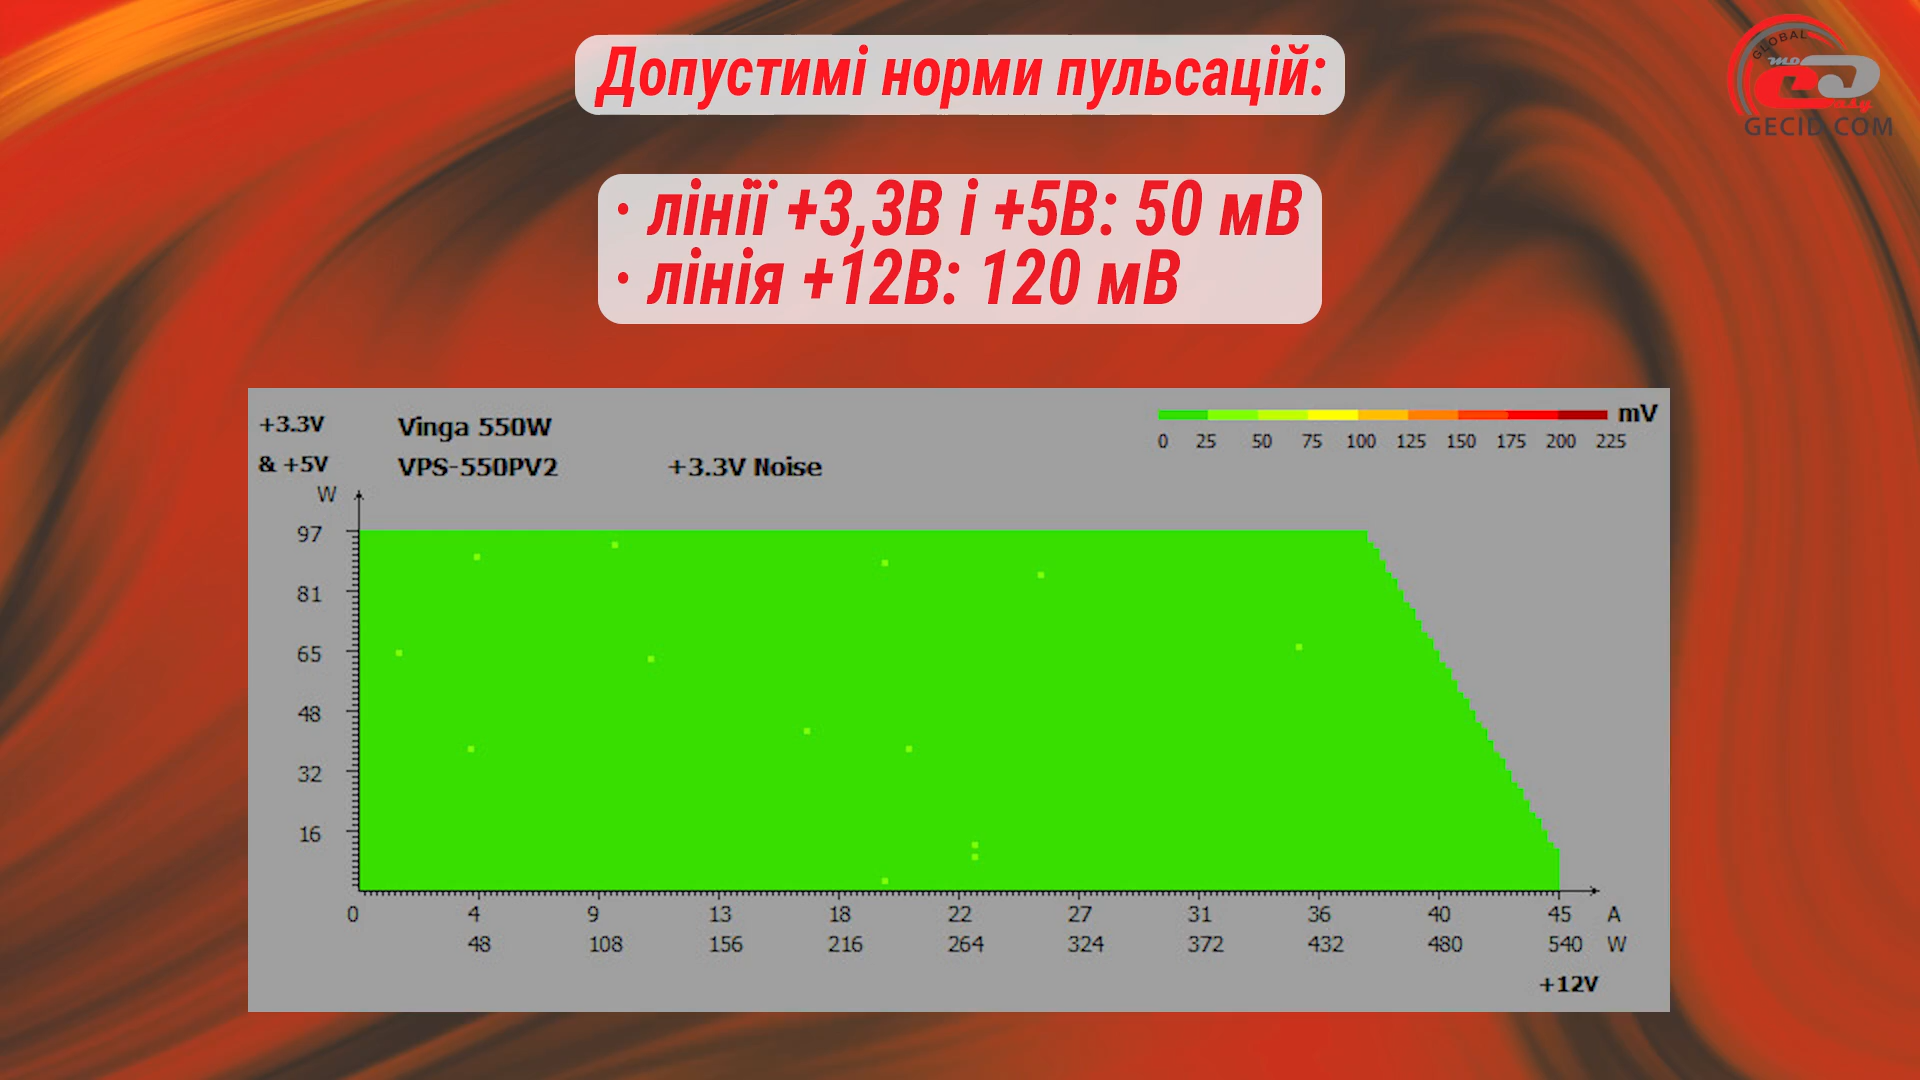 Допустимі норми пульсацій:
GLOBAL
GECID.COM
· лінії +3,3В і +5В: 50 мВ
· лінія +12В: 120 мВ
+3.3V
& +5V
Vinga 550W
VPS-550PV2
+3.3V Noise
mV
0 25 50 75 100 125 150 175 200 225
W
97
81
65
48
32
16
0 4 9 13 18 22 27 31 36 40 45 A
48 108 156 216 264 324 372 432 480 540 W
+12V